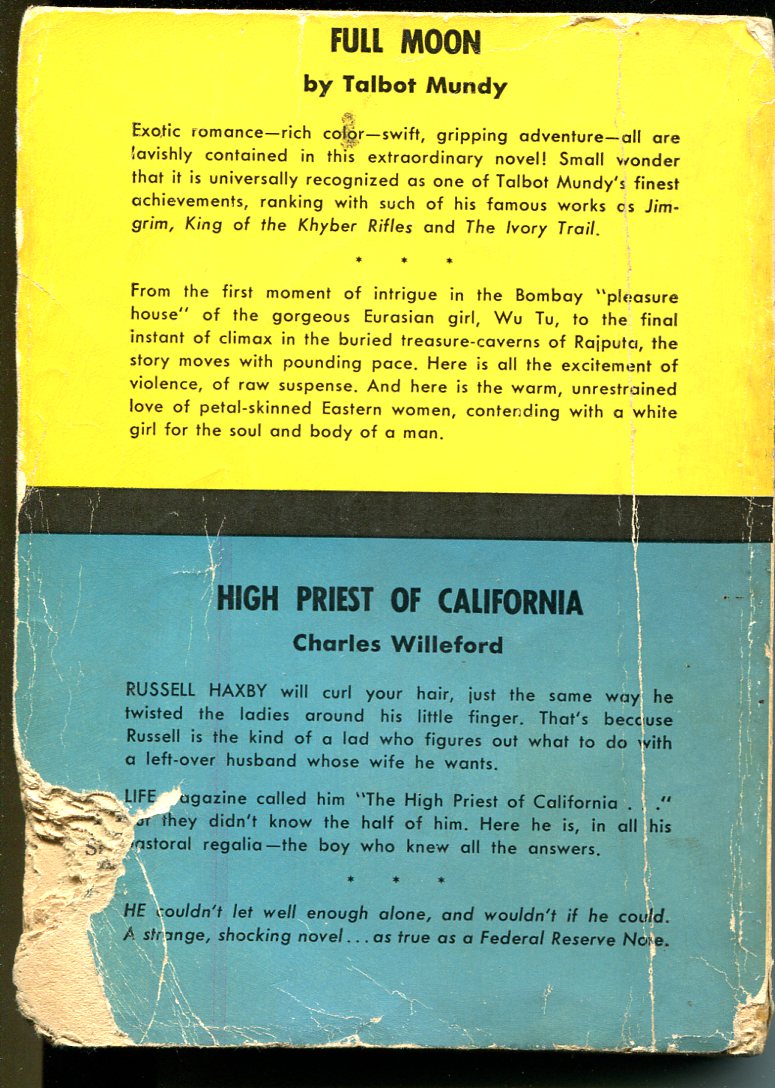 FULL MOON
by Talbot Mundy
Exotic romance—rich color—swift, gripping adventure—all are
lavishly contained in this extraordinary novel! Small wonder
that it is universally recognized as one of Talbot Mundy's finest
achievements, ranking with such of his famous works as Jim-
grim, King of the Khyber Rifles and The Ivory Trail.
* * *
From the first moment of intrigue in the Bombay "pleasure
house" of the gorgeous Eurasian girl, Wu Tu, to the final
instant of climax in the buried treasure-caverns of Rajputa, the
story moves with pounding pace. Here is all the excitement of
violence, of raw suspense. And here is the warm, unrestrained
love of petal-skinned Eastern women, contending with a white
girl for the soul and body of a man.
HIGH PRIEST OF CALIFORNIA
Charles Willeford
RUSSELL HAXBY will curl your hair, just the same way he
twisted the ladies around his little finger. That's because
Russell is the kind of a lad who figures out what to do with
a left-over husband whose wife he wants.
LIFE magazine called him "The High Priest of California . . ."
they didn't know the half of him. Here he is, in all his
pastoral regalia—the boy who knew all the answers.
* * *
HE couldn't let well enough alone, and wouldn't if he could.
A strange, shocking novel . . . as true as a Federal Reserve Note.